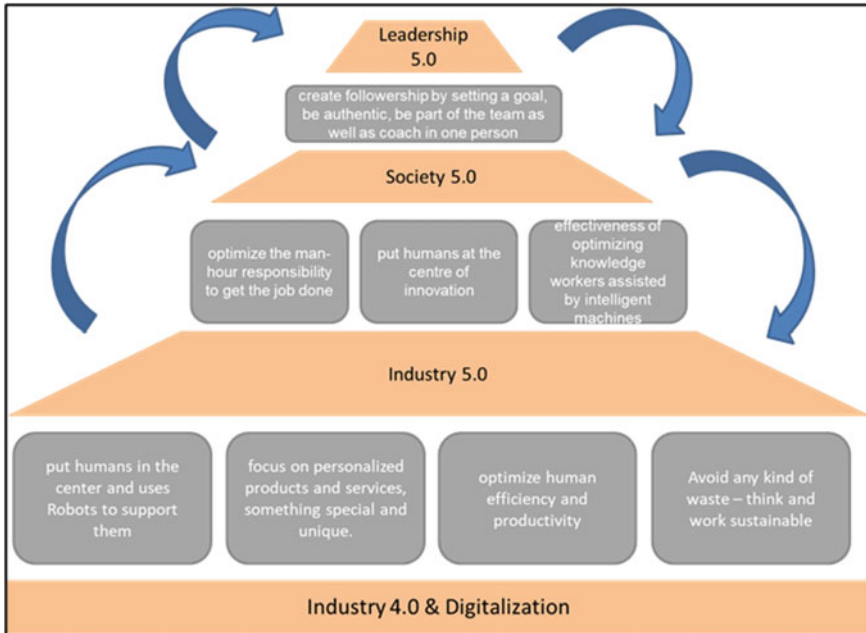 Leadership
5.0
create followership by setting a goal,
be authentic, be part of the team as
well as coach in one person
Society 5.0
optimize the man-
hour responsibility
to get the job done
put humans at the
centre of
innovation
effectiveness of
optimizing
knowledge
workers assisted
by intelligent
machines
Industry 5.0
put humans in the
center and uses
Robots to support
them
focus on personalized
products and services,
something special and
unique.
optimize human
efficiency and
productivity
Avoid any kind of
waste – think and
work sustainable
Industry 4.0 & Digitalization